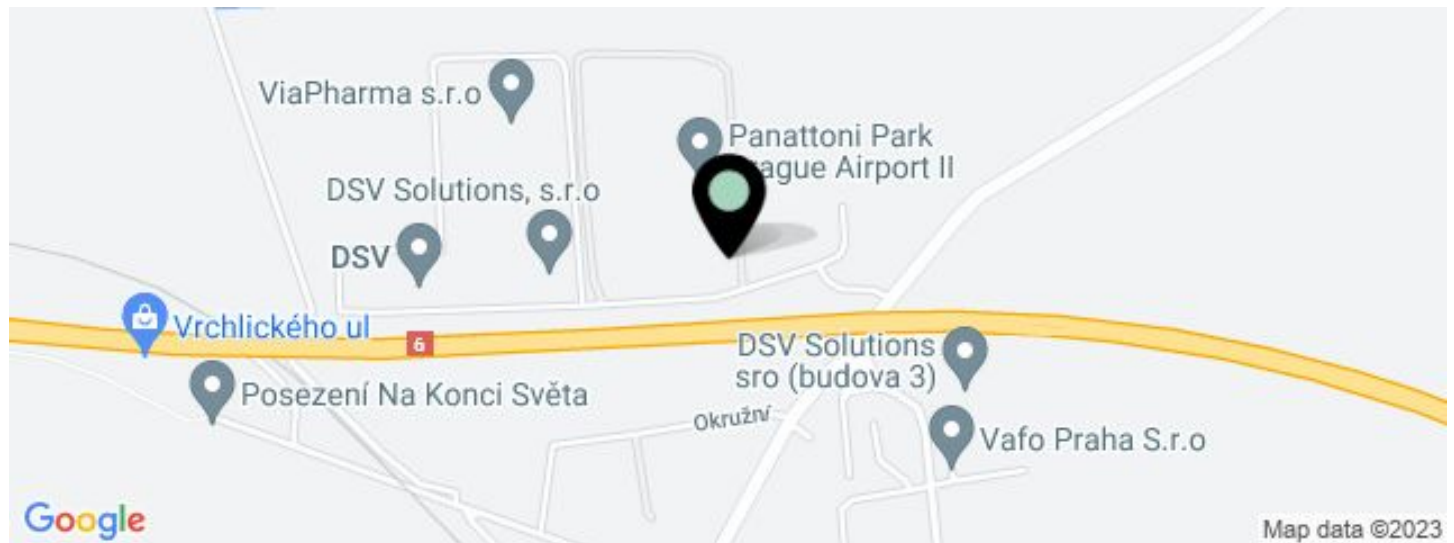 ViaPharma s.r.o
Panattoni Park
ague Airport II
DSV Solutions, s.r.o
DSV
Vrchlického ul
6
DSV Solutions
sro (budova 3)
Posezení Na Konci Světa
Okružní
Vafo Praha S.r.o
Google
Map data ©2023